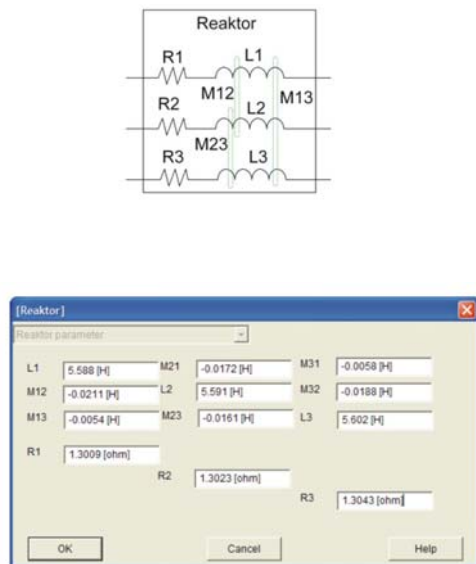 Reaktor
R1
L1
M12
M13
R2
L2
M23
R3
L3
[Reaktor]
Reaktor parameter
L1 5.588 [H] M21 -0.0172 [H] M31 -0.0058 [H]
M12 -0.0211 [H] L2 5.591 [H] M32 -0.0188 [H]
M13 -0.0054 [H] M23 -0.0161 [H] L3 5.602 [H]
R1 1.3009 [ohm]
R2 1.3023 [ohm]
R3 1.3043 [ohm]
OK Cancel Help